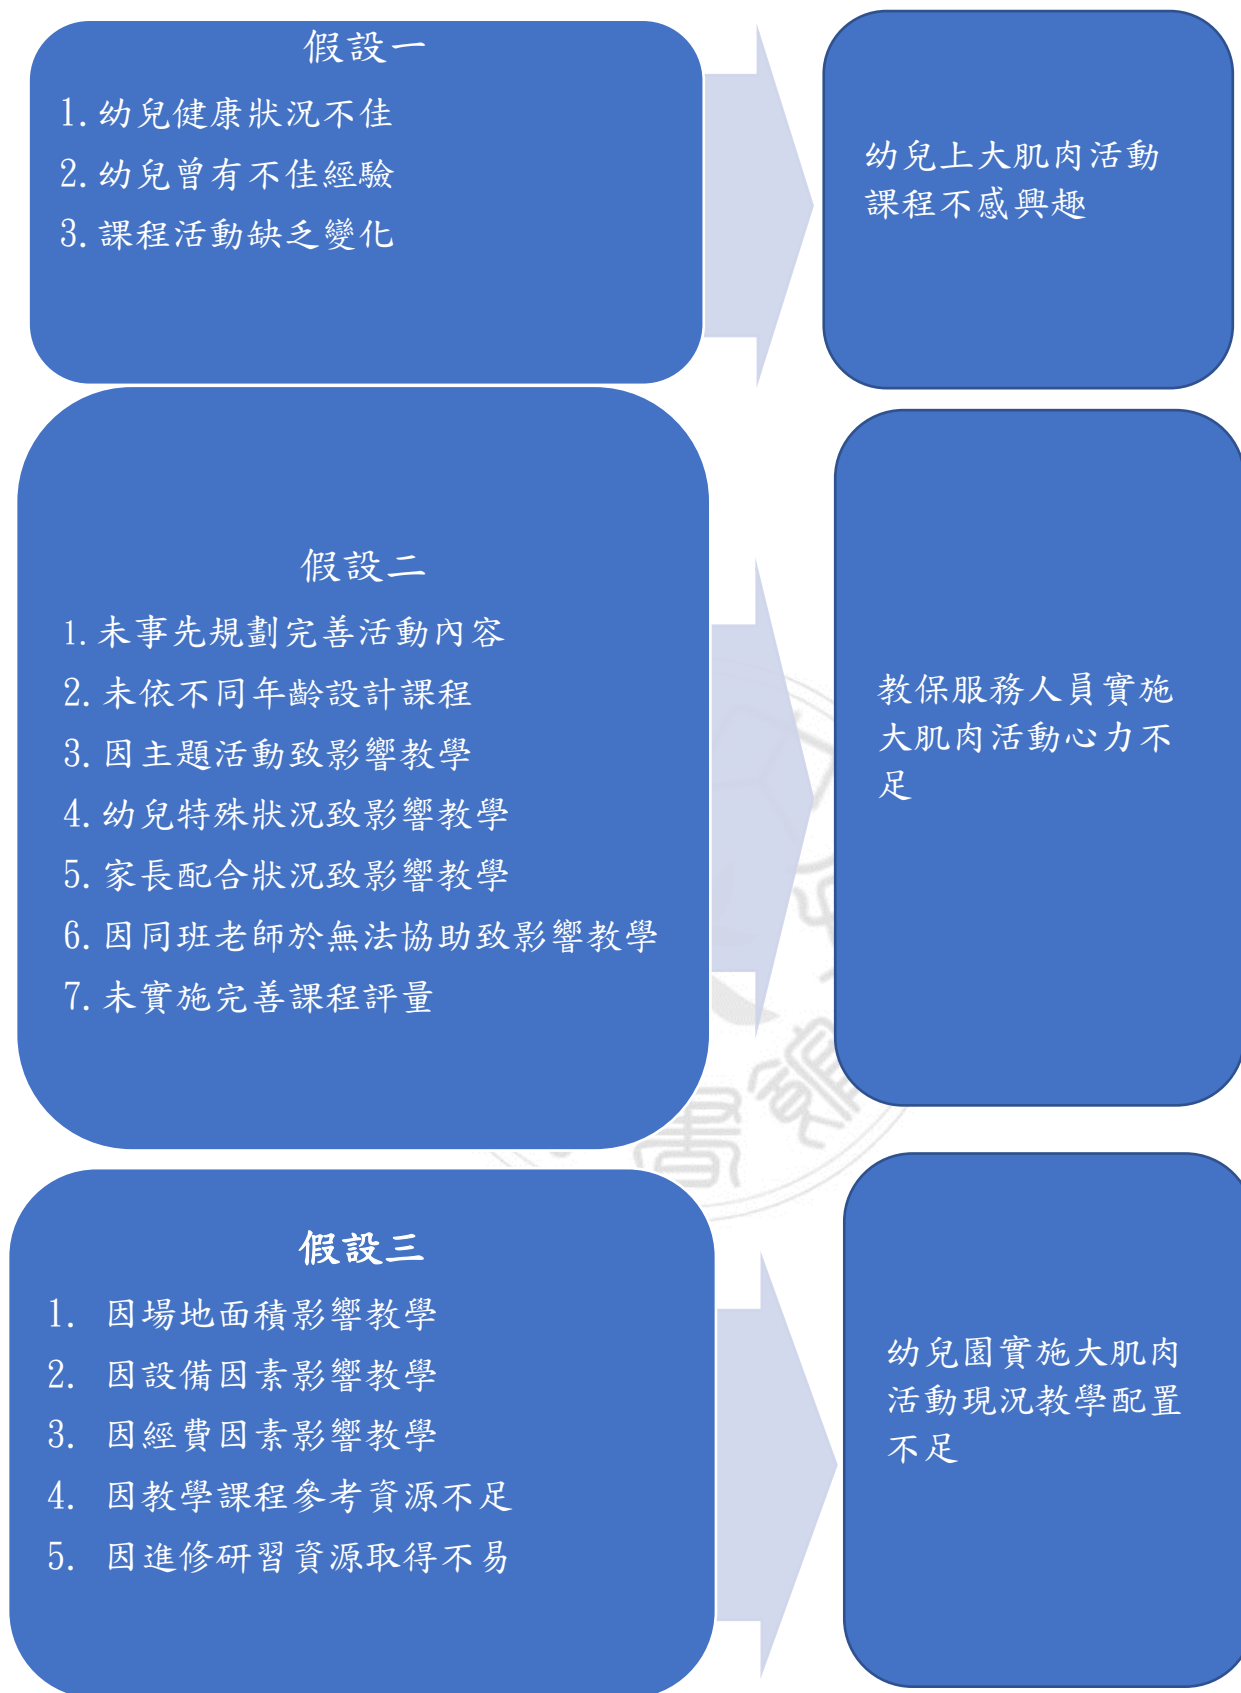 假設一
1.幼兒健康狀況不佳
2.幼兒曾有不佳經驗
3.課程活動缺乏變化
幼兒上大肌肉活動
課程不感興趣
假設二
1.未事先規劃完善活動內容
2.未依不同年齡設計課程
3.因主題活動致影響教學
4.幼兒特殊狀況致影響教學
5.家長配合狀況致影響教學
6.因同班老師於無法協助致影響教學
7.未實施完善課程評量
教保服務人員實施
大肌肉活動心力不
足
假設三
1. 因場地面積影響教學
2. 因設備因素影響教學
3. 因經費因素影響教學
4. 因教學課程參考資源不足
5. 因進修研習資源取得不易
幼兒園實施大肌肉
活動現況教學配置
不足